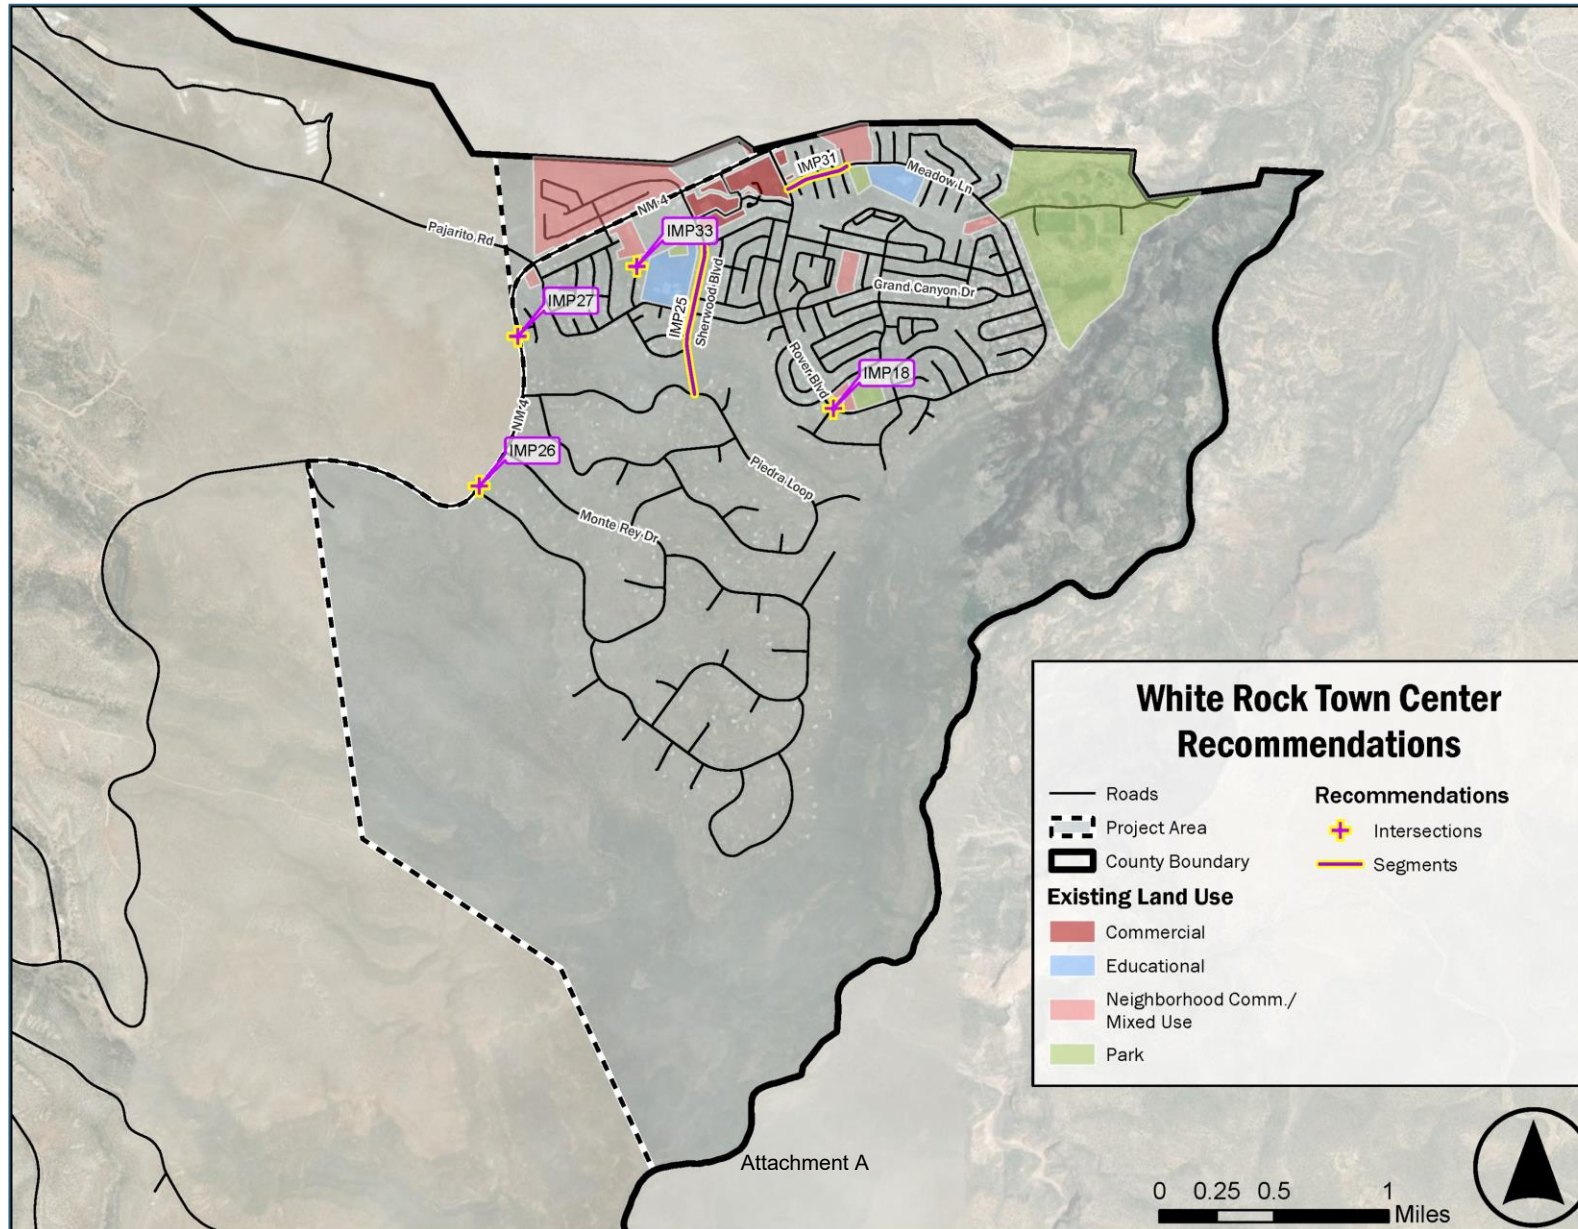 IMP31
Meadow Ln
NM 4
Pajarito Rd
IMP33
Grand Canyon Dr
IMP27
IMP25
Sherwood Blvd
Rover Blvd
IMP18
NM 4
IMP26
Piedra Loop
Monte Rey Dr
White Rock Town Center
Recommendations
Roads
Project Area
County Boundary
Existing Land Use
Commercial
Educational
Neighborhood Comm./
Mixed Use
Park
Recommendations
Intersections
Segments
Attachment A
0 0.25 0.5 1
Miles